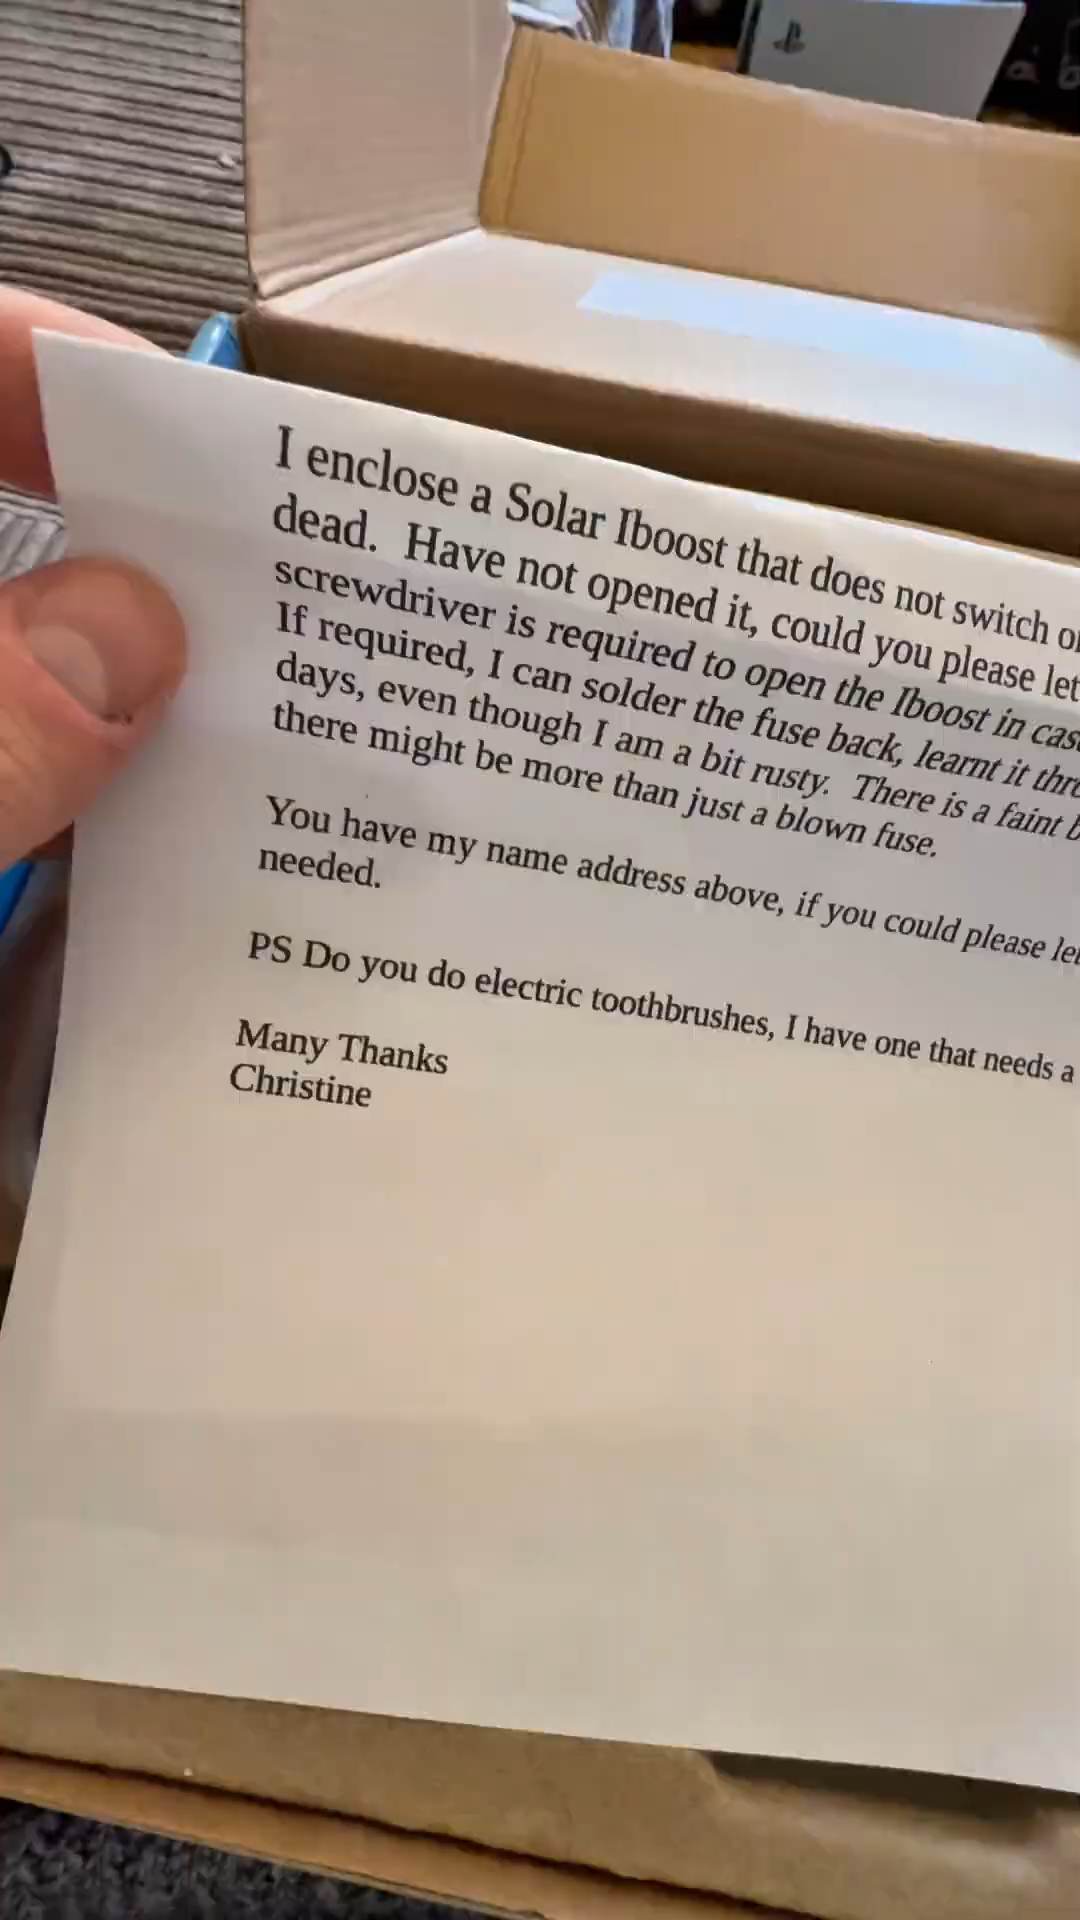 I enclose a Solar Iboost that does not switch
dead. Have not opened it, could you please let
screwdriver is required to open the Iboost in
If required, I can solder the fuse back, learnt it
days, even though I am a bit rusty. There is a faint
there might be more than just a blown fuse.
You have my name address above, if you could please
needed.
PS Do you do electric toothbrushes, I have one that needs a
Many Thanks
Christine